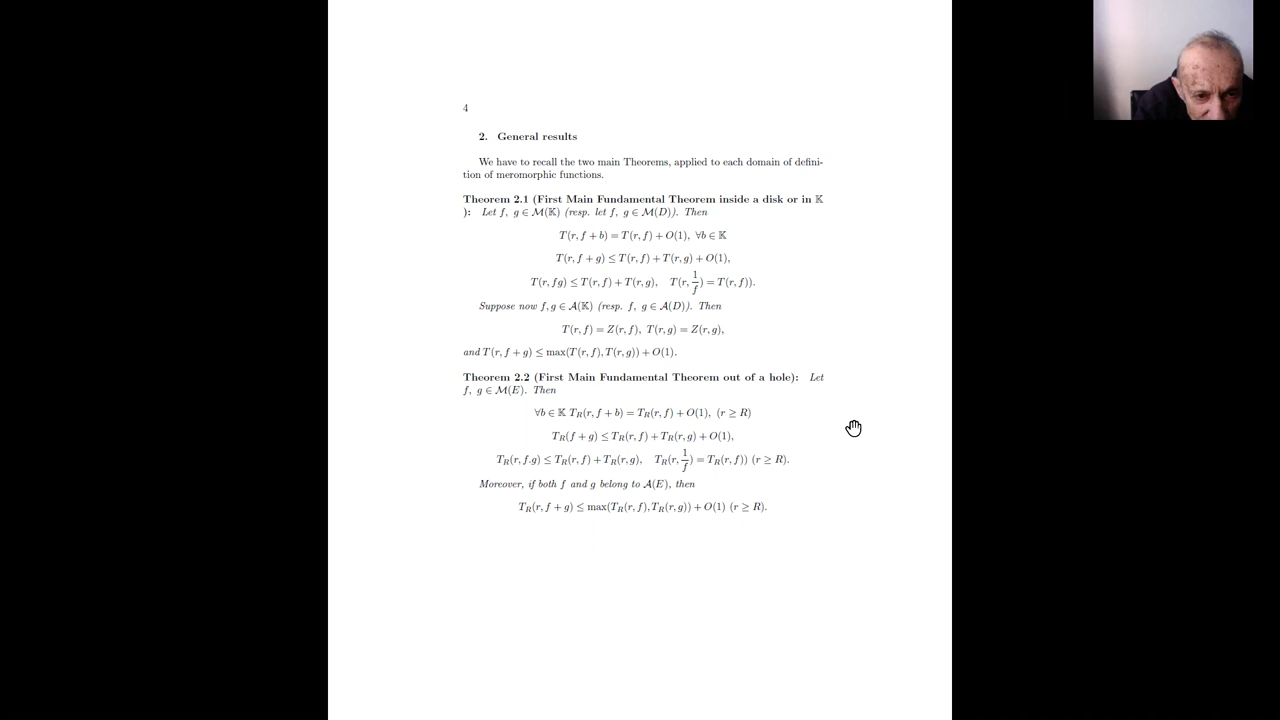 4
2. General results
We have to recall the two main Theorems, applied to each domain of defini-
tion of meromorphic functions.
Theorem 2.1 (First Main Fundamental Theorem inside a disk or in 𝕂
): Let f, g ∈ ℳ(𝕂) (resp. let f, g ∈ ℳ(D)). Then
T(r, f + b) = T(r, f) + O(1), ∀b ∈ 𝕂
T(r, f + g) ≤ T(r, f) + T(r, g) + O(1),
T(r, fg) ≤ T(r, f) + T(r, g), T(r, 1/f) = T(r, f)).
Suppose now f, g ∈ 𝒜(𝕂) (resp. f, g ∈ 𝒜(D)). Then
T(r, f) = Z(r, f), T(r, g) = Z(r, g),
and T(r, f + g) ≤ max(T(r, f), T(r, g)) + O(1).
Theorem 2.2 (First Main Fundamental Theorem out of a hole): Let
f, g ∈ ℳ(E). Then
∀b ∈ 𝕂 T_R(r, f + b) = T_R(r, f) + O(1), (r ≥ R)
T_R(f + g) ≤ T_R(r, f) + T_R(r, g) + O(1),
T_R(r, f.g) ≤ T_R(r, f) + T_R(r, g), T_R(r, 1/f) = T_R(r, f)) (r ≥ R).
Moreover, if both f and g belong to 𝒜(E), then
T_R(r, f + g) ≤ max(T_R(r, f), T_R(r, g)) + O(1) (r ≥ R).